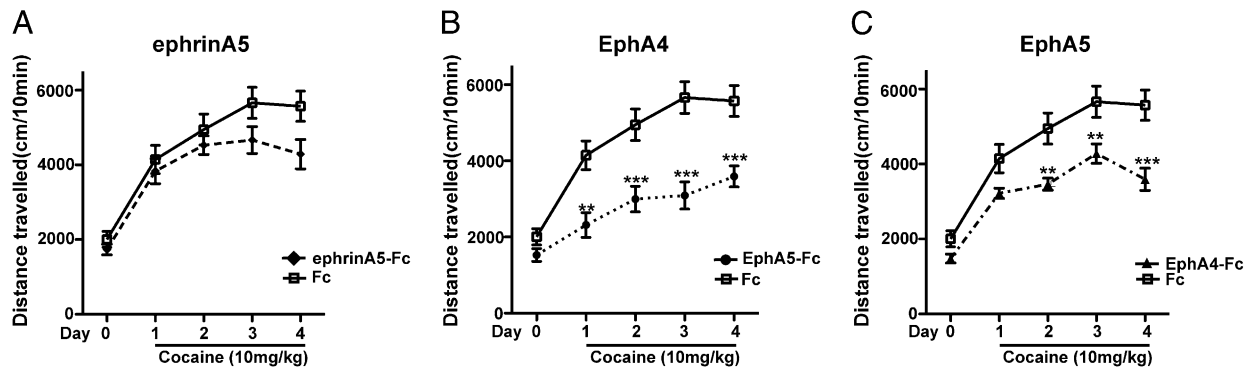 A
ephrinA5
Distance travelled(cm/10min)
6000
4000
2000
0
ephrinA5-Fc
Fc
Day 0 1 2 3 4
Cocaine (10mg/kg)
B
EphA4
Distance travelled(cm/10min)
6000
4000
2000
0
**
***
***
***
EphA5-Fc
Fc
Day 0 1 2 3 4
Cocaine (10mg/kg)
C
EphA5
Distance travelled(cm/10min)
6000
4000
2000
0
**
**
***
EphA4-Fc
Fc
Day 0 1 2 3 4
Cocaine (10mg/kg)